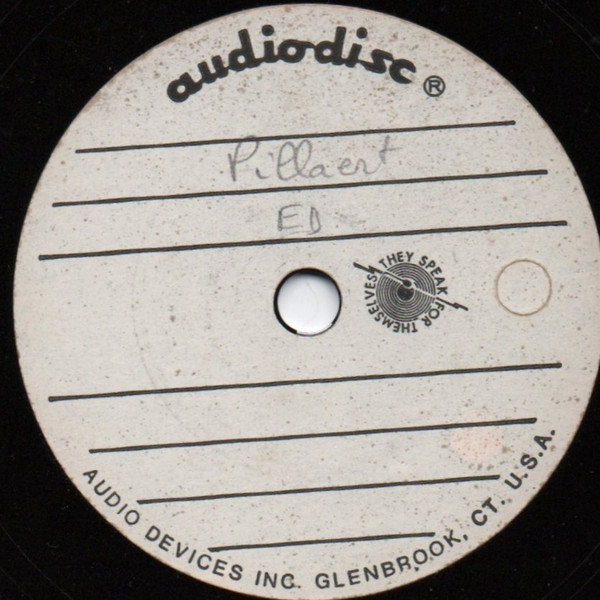 audiodisc ®
Pillaert
ED
THEY SPEAK FOR THEMSELVES
AUDIO DEVICES INC. GLENBROOK, CT. U.S.A.